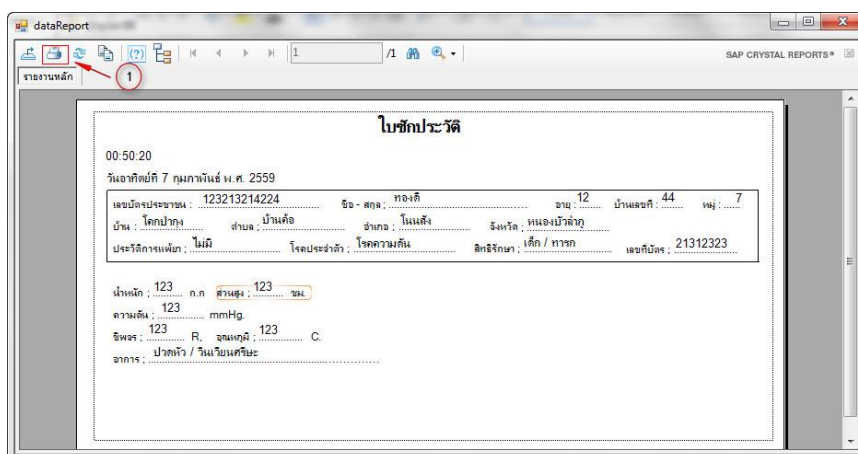 dataReport
1 /1 SAP CRYSTAL REPORTS®
รายงานหลัก
1
ใบซักประวัติ
00:50:20
วันอาทิตย์ที่ 7 กุมภาพันธ์ พ.ศ. 2559
เลขบัตรประชาชน : 123213214224 ชื่อ - สกุล : ทองดี อายุ : 12 บ้านเลขที่ : 44 หมู่ : 7
บ้าน : โคกปากุง ตำบล : บ้านค้อ อำเภอ : โนนสัง จังหวัด : หนองบัวลำภู
ประวัติการแพ้ยา : ไม่มี โรคประจำตัว : โรคความดัน สิทธิรักษา : เด็ก / ทารก เลขที่บัตร : 21312323
น้ำหนัก : 123 ก.ก ส่วนสูง : 123 ซม.
ความดัน : 123 mmHg.
ชีพจร : 123 R, อุณหภูมิ : 123 C.
อาการ : ปวดหัว / วินเวียนศรีษะ